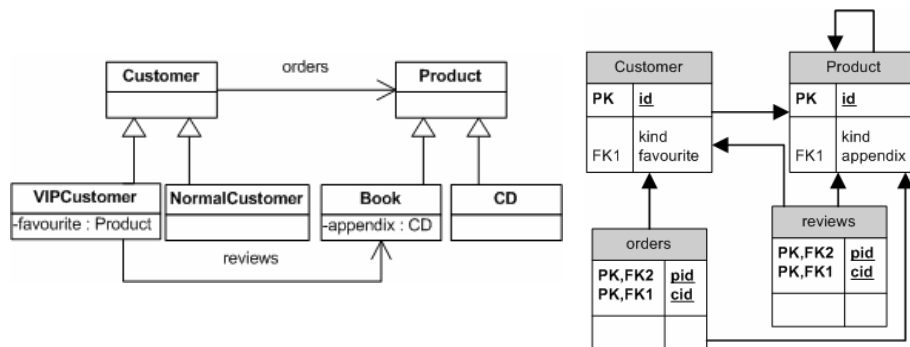 Customer
orders
Product
VIPCustomer
-favourite : Product
NormalCustomer
Book
-appendix : CD
CD
reviews
Customer
PK id
kind
FK1 favourite
Product
PK id
kind
FK1 appendix
orders
PK,FK2 pid
PK,FK1 cid
reviews
PK,FK2 pid
PK,FK1 cid